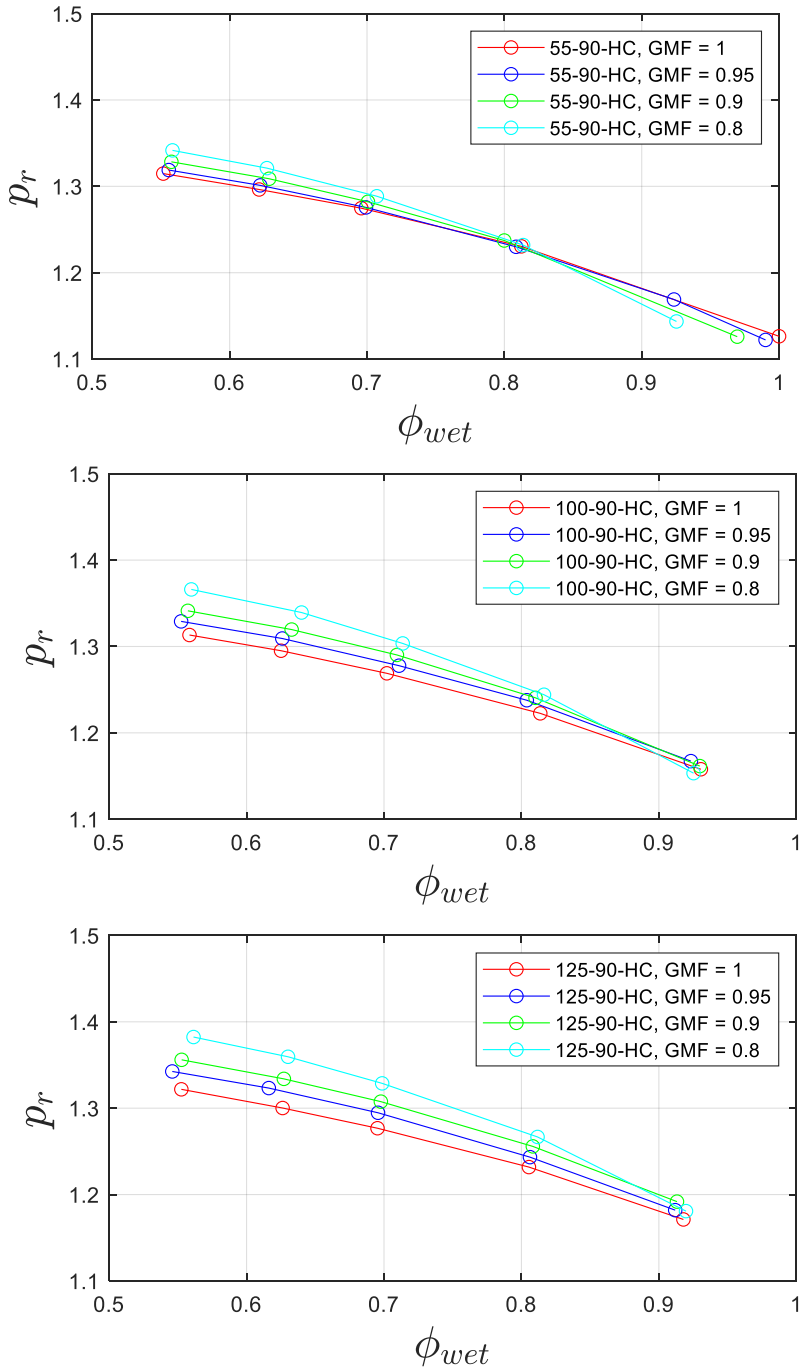 1.5
1.4
1.3
1.2
1.1
p_r
55-90-HC, GMF = 1
55-90-HC, GMF = 0.95
55-90-HC, GMF = 0.9
55-90-HC, GMF = 0.8
0.5 0.6 0.7 0.8 0.9 1
ϕ_wet
1.5
1.4
1.3
1.2
1.1
p_r
100-90-HC, GMF = 1
100-90-HC, GMF = 0.95
100-90-HC, GMF = 0.9
100-90-HC, GMF = 0.8
0.5 0.6 0.7 0.8 0.9 1
ϕ_wet
1.5
1.4
1.3
1.2
1.1
p_r
125-90-HC, GMF = 1
125-90-HC, GMF = 0.95
125-90-HC, GMF = 0.9
125-90-HC, GMF = 0.8
0.5 0.6 0.7 0.8 0.9 1
ϕ_wet